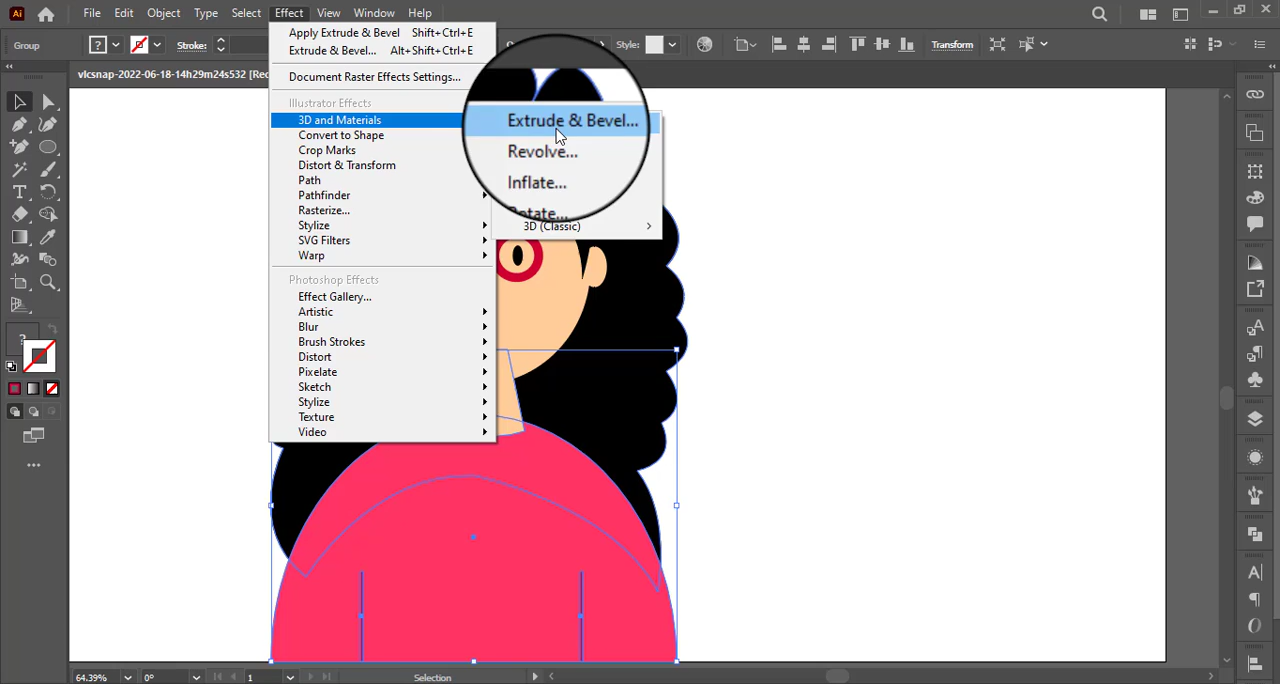 Ai File Edit Object Type Select Effect View Window Help
Group Stroke: Style: Transform
Apply Extrude & Bevel Shift+Ctrl+E
Extrude & Bevel... Alt+Shift+Ctrl+E
vlcsnap-2022-06-18-14h29m24s532
Document Raster Effects Settings...
Illustrator Effects
3D and Materials
Convert to Shape
Crop Marks
Distort & Transform
Path
Pathfinder
Rasterize...
Stylize
SVG Filters
Warp
Extrude & Bevel...
Revolve...
Inflate...
Rotate...
3D (Classic)
Photoshop Effects
Effect Gallery...
Artistic
Blur
Brush Strokes
Distort
Pixelate
Sketch
Stylize
Texture
Video
64.39% 0° 1 Selection